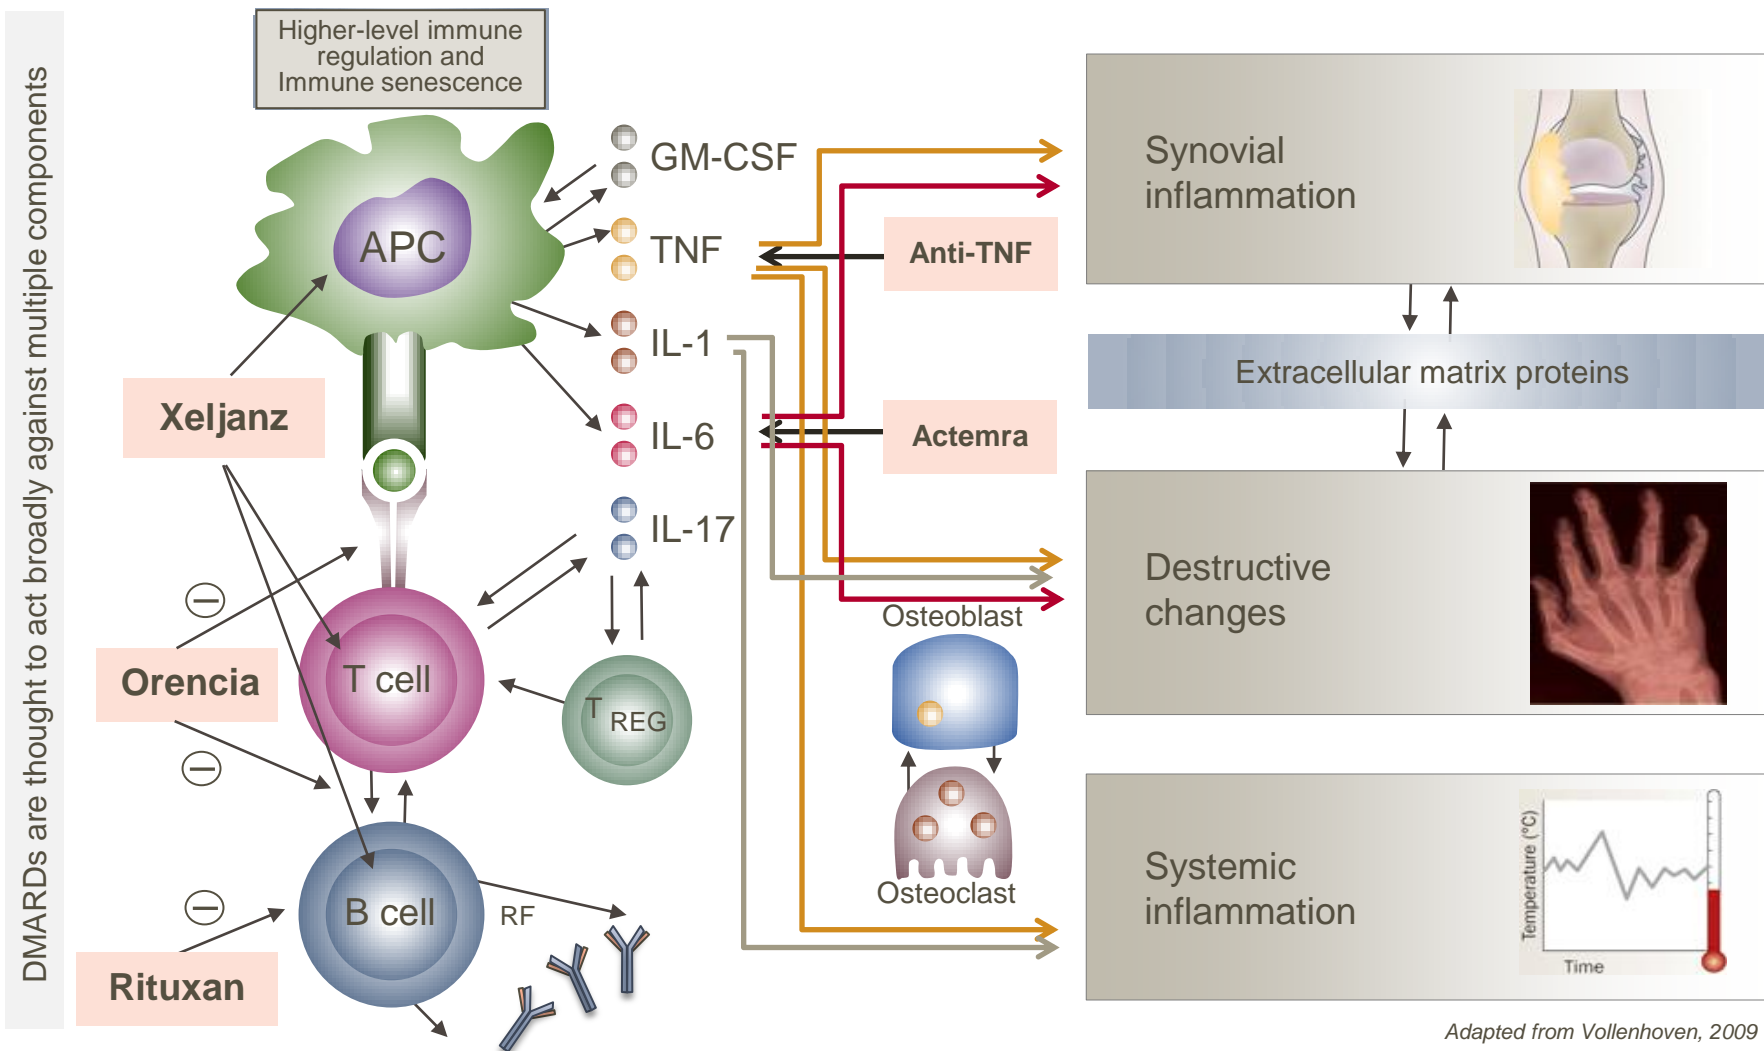 DMARDs are thought to act broadly against multiple components
Higher-level immune
regulation and
Immune senescence
APC
GM-CSF
TNF
IL-1
IL-6
IL-17
Xeljanz
Orencia
Rituxan
T cell
T REG
B cell
RF
Anti-TNF
Actemra
Osteoblast
Osteoclast
Synovial
inflammation
Extracellular matrix proteins
Destructive
changes
Systemic
inflammation
Temperature (°C)
Time
Adapted from Vollenhoven, 2009